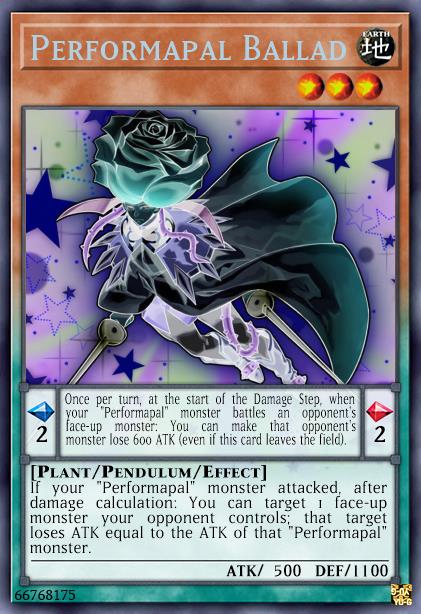 PERFORMAPAL BALLAD
EARTH
地
Once per turn, at the start of the Damage Step, when
your "Performapal" monster battles an opponent's
face-up monster: You can make that opponent's
monster lose 600 ATK (even if this card leaves the field).
2
2
[PLANT/PENDULUM/EFFECT]
If your "Performapal" monster attacked, after
damage calculation: You can target 1 face-up
monster your opponent controls; that target
loses ATK equal to the ATK of that "Performapal"
monster.
ATK/ 500 DEF/1100
66768175